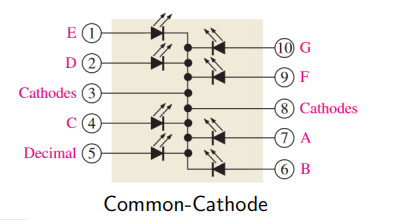 E 1
10 G
D 2
9 F
Cathodes 3
8 Cathodes
C 4
7 A
Decimal 5
6 B
Common-Cathode